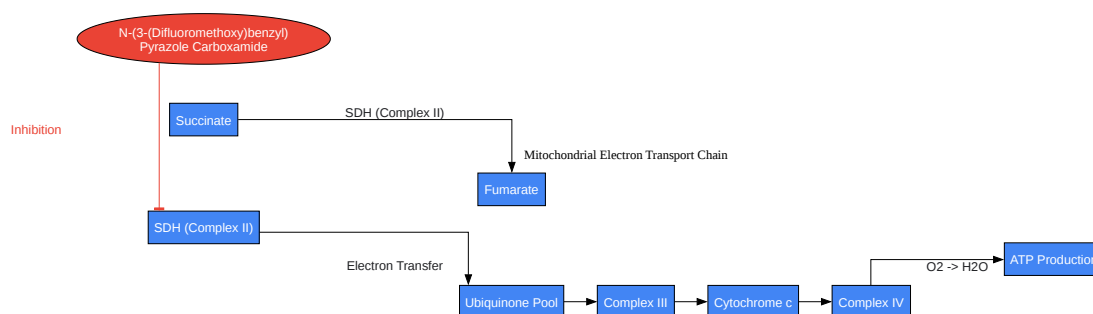 N-(3-(Difluoromethoxy)benzyl)
Pyrazole Carboxamide
Inhibition
Succinate
SDH (Complex II)
Mitochondrial Electron Transport Chain
Fumarate
SDH (Complex II)
Electron Transfer
Ubiquinone Pool
Complex III
Cytochrome c
Complex IV
O2 -> H2O
ATP Production